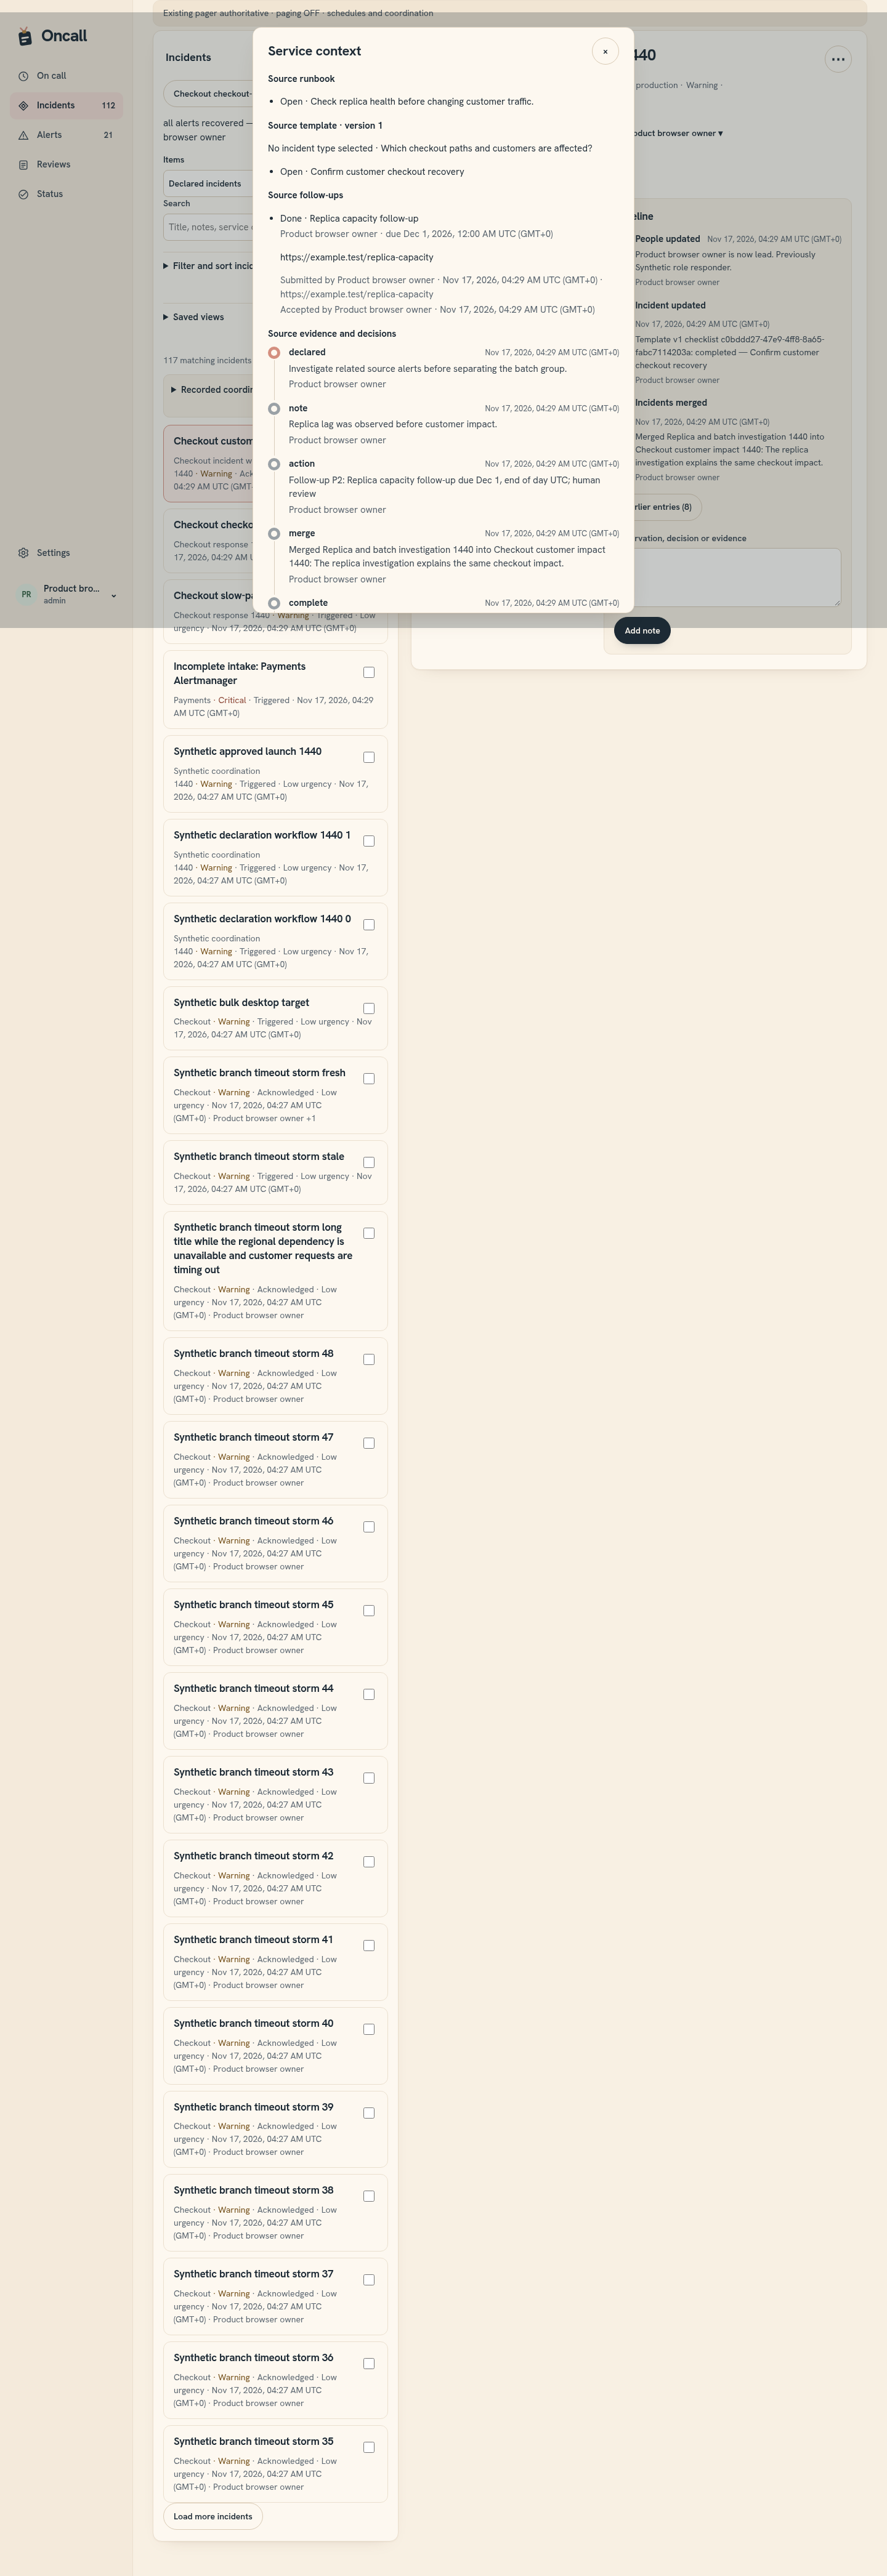 Existing pager authoritative · paging OFF · schedules and coordination
Oncall
On call
Incidents 112
Alerts 21
Reviews
Status
Settings
PR
Product bro...
admin
Incidents
Checkout checkout-
all alerts recovered —
browser owner
Items
Declared incidents
Search
Title, notes, service
Filter and sort incid
Saved views
117 matching incidents
Recorded coordin
Checkout custom
Checkout incident w
1440 · Warning · Ack
04:29 AM UTC (GMT
Checkout checko
Checkout response
17, 2026, 04:29 AM UTC
Checkout slow-pa
Checkout response 1440 · Warning · Triggered · Low
urgency · Nov 17, 2026, 04:29 AM UTC (GMT+0)
Incomplete intake: Payments
Alertmanager
Payments · Critical · Triggered · Nov 17, 2026, 04:29
AM UTC (GMT+0)
Synthetic approved launch 1440
Synthetic coordination
1440 · Warning · Triggered · Low urgency · Nov 17,
2026, 04:27 AM UTC (GMT+0)
Synthetic declaration workflow 1440 1
Synthetic coordination
1440 · Warning · Triggered · Low urgency · Nov 17,
2026, 04:27 AM UTC (GMT+0)
Synthetic declaration workflow 1440 0
Synthetic coordination
1440 · Warning · Triggered · Low urgency · Nov 17,
2026, 04:27 AM UTC (GMT+0)
Synthetic bulk desktop target
Checkout · Warning · Triggered · Low urgency · Nov
17, 2026, 04:27 AM UTC (GMT+0)
Synthetic branch timeout storm fresh
Checkout · Warning · Acknowledged · Low
urgency · Nov 17, 2026, 04:27 AM UTC
(GMT+0) · Product browser owner +1
Synthetic branch timeout storm stale
Checkout · Warning · Triggered · Low urgency · Nov
17, 2026, 04:27 AM UTC (GMT+0)
Synthetic branch timeout storm long
title while the regional dependency is
unavailable and customer requests are
timing out
Checkout · Warning · Acknowledged · Low
urgency · Nov 17, 2026, 04:27 AM UTC
(GMT+0) · Product browser owner
Synthetic branch timeout storm 48
Checkout · Warning · Acknowledged · Low
urgency · Nov 17, 2026, 04:27 AM UTC
(GMT+0) · Product browser owner
Synthetic branch timeout storm 47
Checkout · Warning · Acknowledged · Low
urgency · Nov 17, 2026, 04:27 AM UTC
(GMT+0) · Product browser owner
Synthetic branch timeout storm 46
Checkout · Warning · Acknowledged · Low
urgency · Nov 17, 2026, 04:27 AM UTC
(GMT+0) · Product browser owner
Synthetic branch timeout storm 45
Checkout · Warning · Acknowledged · Low
urgency · Nov 17, 2026, 04:27 AM UTC
(GMT+0) · Product browser owner
Synthetic branch timeout storm 44
Checkout · Warning · Acknowledged · Low
urgency · Nov 17, 2026, 04:27 AM UTC
(GMT+0) · Product browser owner
Synthetic branch timeout storm 43
Checkout · Warning · Acknowledged · Low
urgency · Nov 17, 2026, 04:27 AM UTC
(GMT+0) · Product browser owner
Synthetic branch timeout storm 42
Checkout · Warning · Acknowledged · Low
urgency · Nov 17, 2026, 04:27 AM UTC
(GMT+0) · Product browser owner
Synthetic branch timeout storm 41
Checkout · Warning · Acknowledged · Low
urgency · Nov 17, 2026, 04:27 AM UTC
(GMT+0) · Product browser owner
Synthetic branch timeout storm 40
Checkout · Warning · Acknowledged · Low
urgency · Nov 17, 2026, 04:27 AM UTC
(GMT+0) · Product browser owner
Synthetic branch timeout storm 39
Checkout · Warning · Acknowledged · Low
urgency · Nov 17, 2026, 04:27 AM UTC
(GMT+0) · Product browser owner
Synthetic branch timeout storm 38
Checkout · Warning · Acknowledged · Low
urgency · Nov 17, 2026, 04:27 AM UTC
(GMT+0) · Product browser owner
Synthetic branch timeout storm 37
Checkout · Warning · Acknowledged · Low
urgency · Nov 17, 2026, 04:27 AM UTC
(GMT+0) · Product browser owner
Synthetic branch timeout storm 36
Checkout · Warning · Acknowledged · Low
urgency · Nov 17, 2026, 04:27 AM UTC
(GMT+0) · Product browser owner
Synthetic branch timeout storm 35
Checkout · Warning · Acknowledged · Low
urgency · Nov 17, 2026, 04:27 AM UTC
(GMT+0) · Product browser owner
Load more incidents
Service context
×
Source runbook
Open · Check replica health before changing customer traffic.
Source template · version 1
No incident type selected · Which checkout paths and customers are affected?
Open · Confirm customer checkout recovery
Source follow-ups
Done · Replica capacity follow-up
Product browser owner · due Dec 1, 2026, 12:00 AM UTC (GMT+0)
https://example.test/replica-capacity
Submitted by Product browser owner · Nov 17, 2026, 04:29 AM UTC (GMT+0) ·
https://example.test/replica-capacity
Accepted by Product browser owner · Nov 17, 2026, 04:29 AM UTC (GMT+0)
Source evidence and decisions
declared Nov 17, 2026, 04:29 AM UTC (GMT+0)
Investigate related source alerts before separating the batch group.
Product browser owner
note Nov 17, 2026, 04:29 AM UTC (GMT+0)
Replica lag was observed before customer impact.
Product browser owner
action Nov 17, 2026, 04:29 AM UTC (GMT+0)
Follow-up P2: Replica capacity follow-up due Dec 1, end of day UTC; human
review
Product browser owner
merge Nov 17, 2026, 04:29 AM UTC (GMT+0)
Merged Replica and batch investigation 1440 into Checkout customer impact
1440: The replica investigation explains the same checkout impact.
Product browser owner
complete Nov 17, 2026, 04:29 AM UTC (GMT+0)
440
production · Warning ·
oduct browser owner ▾
eline
People updated Nov 17, 2026, 04:29 AM UTC (GMT+0)
Product browser owner is now lead. Previously
Synthetic role responder.
Product browser owner
Incident updated
Nov 17, 2026, 04:29 AM UTC (GMT+0)
Template v1 checklist c0bddd27-47e9-4ff8-8a65-
fabc7114203a: completed — Confirm customer
checkout recovery
Product browser owner
Incidents merged
Nov 17, 2026, 04:29 AM UTC (GMT+0)
Merged Replica and batch investigation 1440 into
Checkout customer impact 1440: The replica
investigation explains the same checkout impact.
Product browser owner
rlier entries (8)
rvation, decision or evidence
Add note